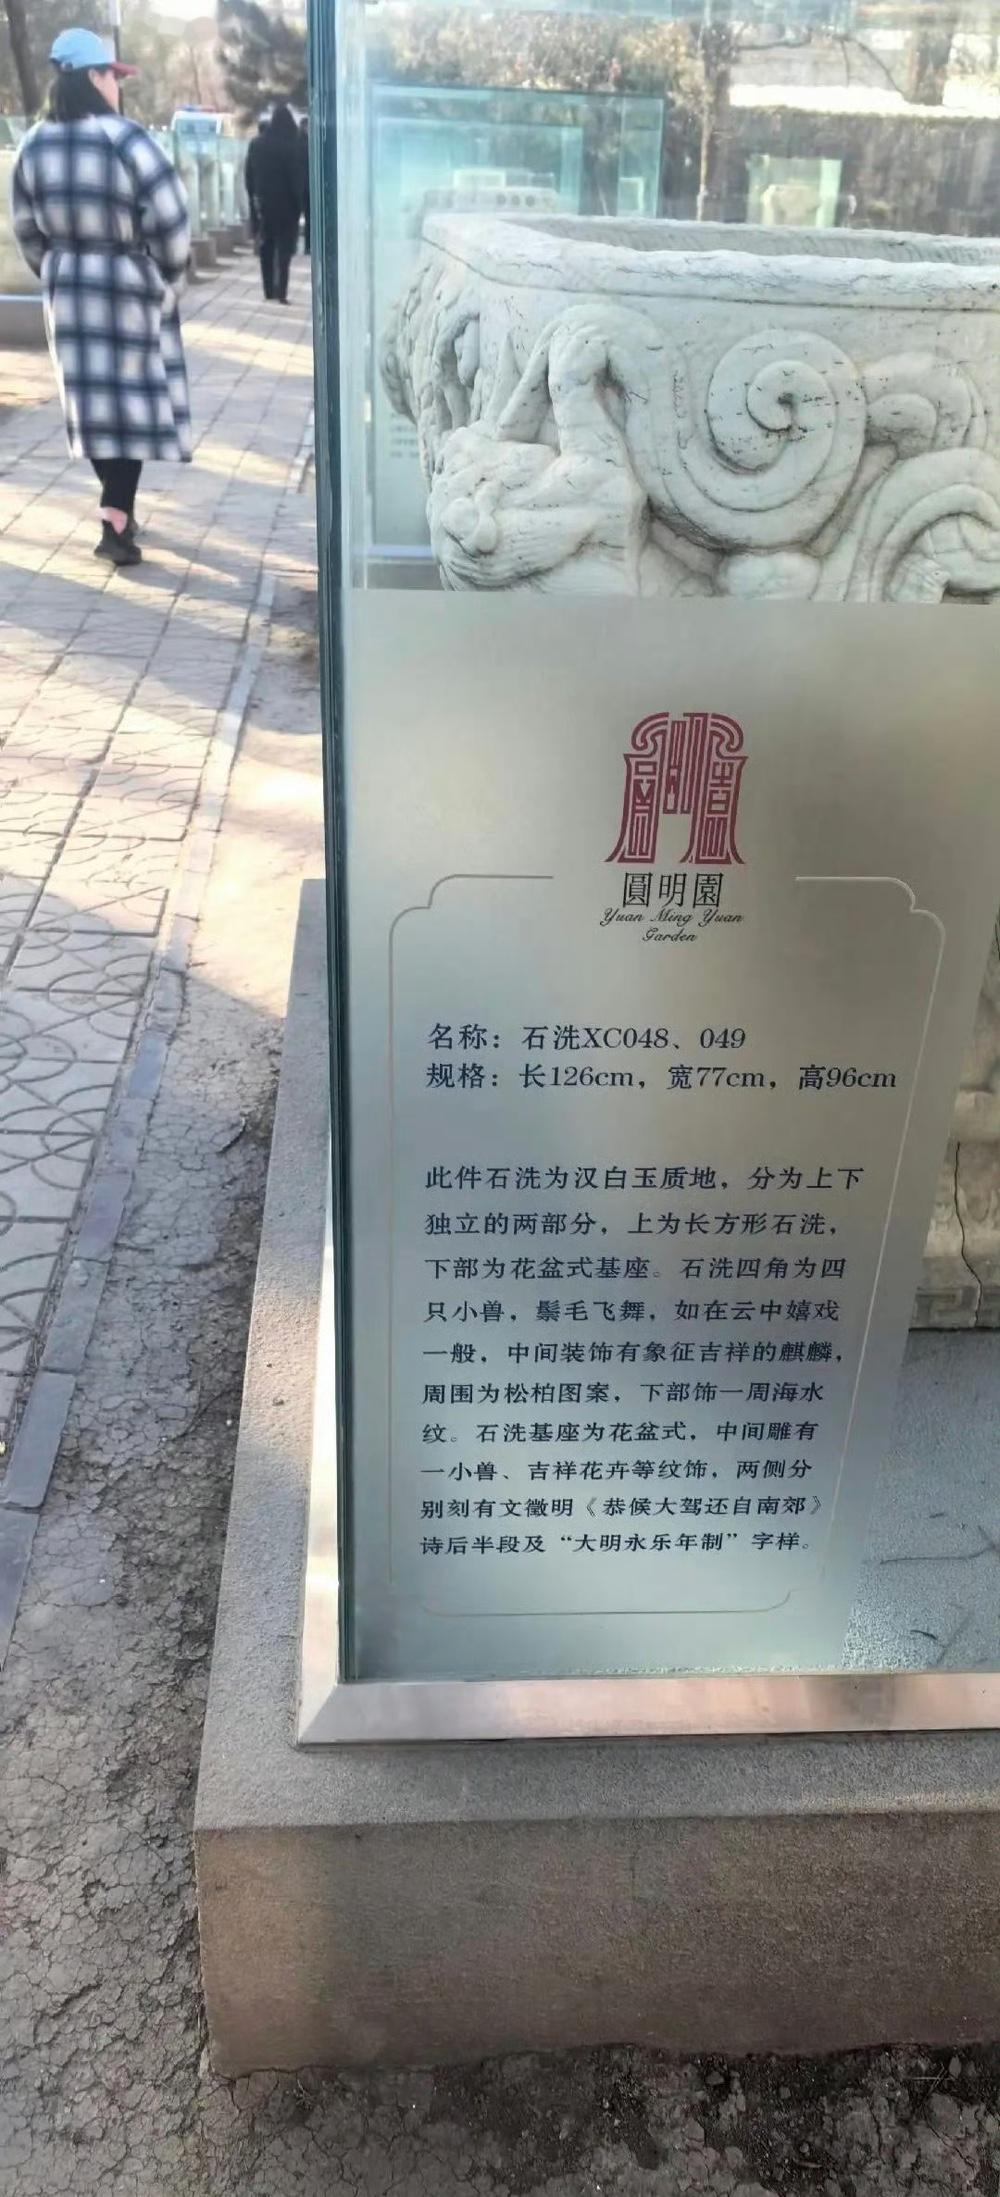 圓明園
Yuan Ming Yuan
Garden
名称：石洗XC048、049
规格：长126cm，宽77cm，高96cm
此件石洗为汉白玉质地，分为上下
独立的两部分，上为长方形石洗，
下部为花盆式基座。石洗四角为四
只小兽，鬃毛飞舞，如在云中嬉戏
一般，中间装饰有象征吉祥的麒麟，
周围为松柏图案，下部饰一周海水
纹。石洗基座为花盆式，中间雕有
一小兽、吉祥花卉等纹饰，两侧分
别刻有文徵明《恭候大驾还自南郊》
诗后半段及“大明永乐年制”字样。